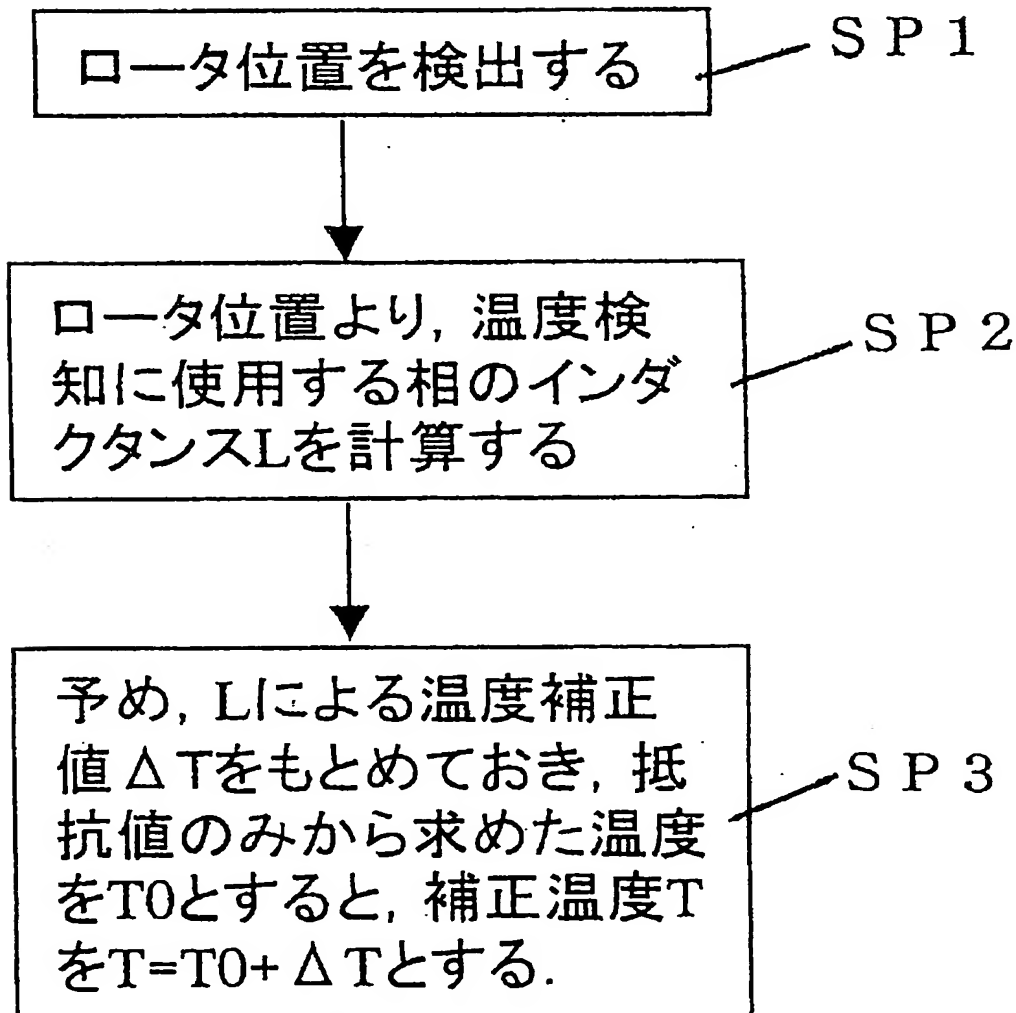 ロータ位置を検出する
SP1
ロータ位置より, 温度検
知に使用する相のインダ
クタンスLを計算する
SP2
予め, Lによる温度補正
値ΔTをもとめておき, 抵
抗値のみから求めた温度
をT0とすると, 補正温度T
をT=T0+ΔTとする.
SP3